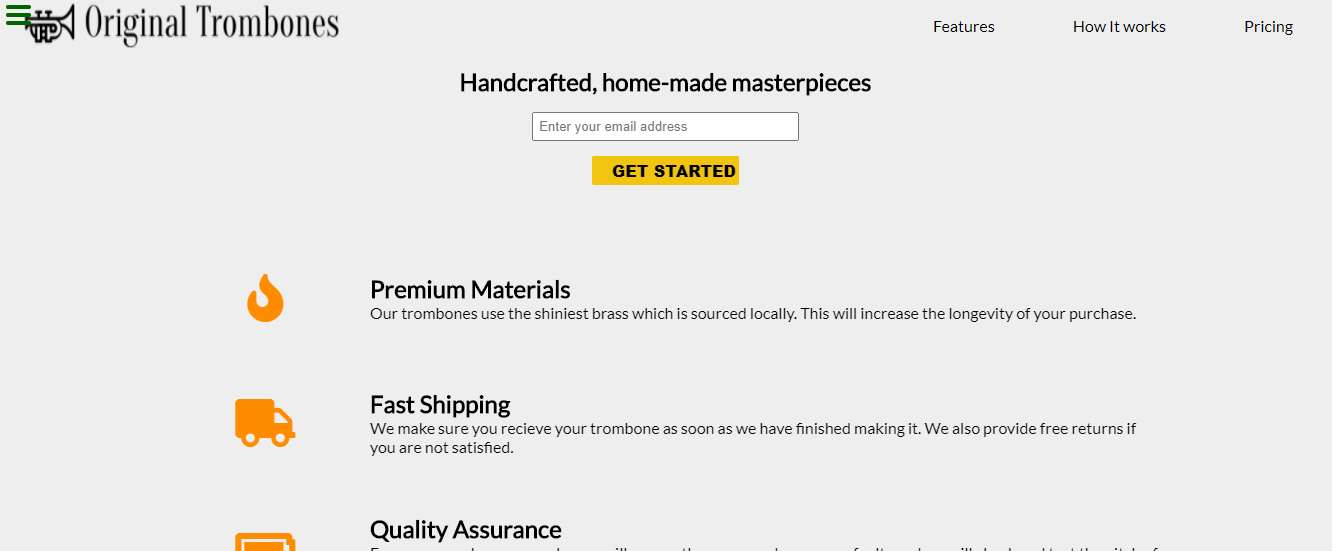 Original Trombones
Features
How It works
Pricing
Handcrafted, home-made masterpieces
Enter your email address
GET STARTED
Premium Materials
Our trombones use the shiniest brass which is sourced locally. This will increase the longevity of your purchase.
Fast Shipping
We make sure you recieve your trombone as soon as we have finished making it. We also provide free returns if
you are not satisfied.
Quality Assurance